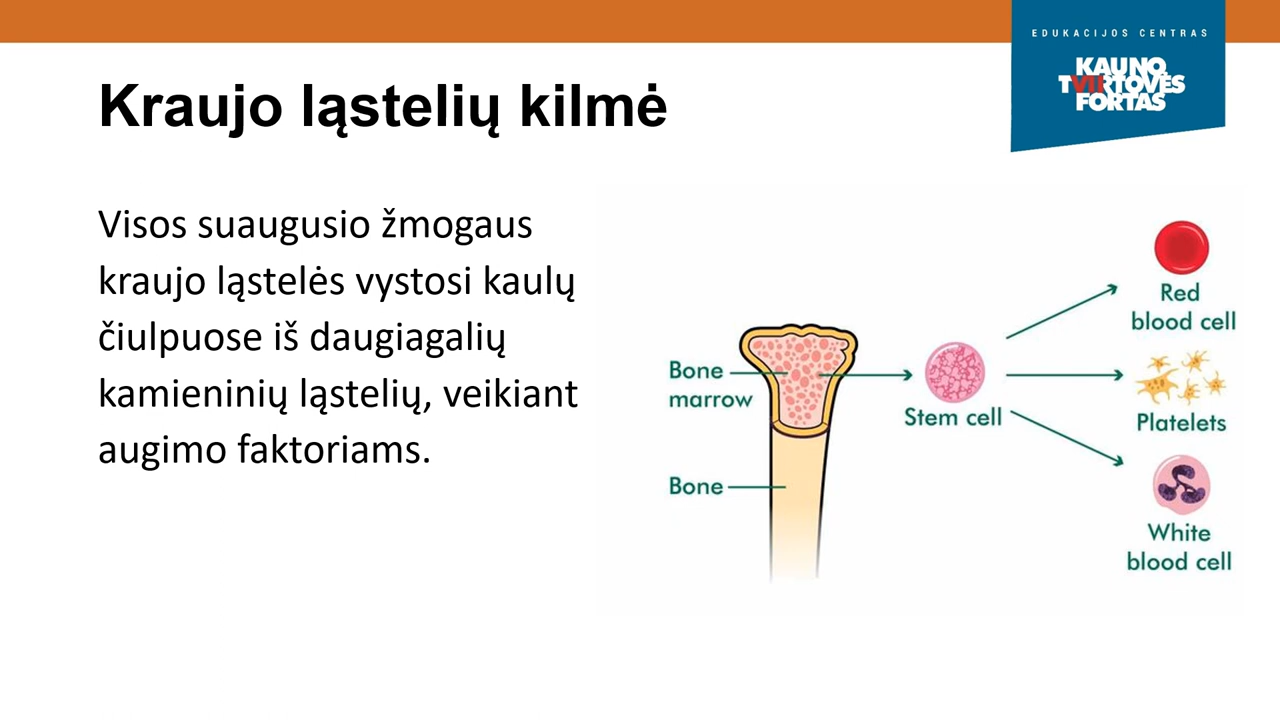 EDUKACIJOS CENTRAS
KAUNO
TVIIRTOVĖS
FORTAS
Kraujo ląstelių kilmė
Visos suaugusio žmogaus
kraujo ląstelės vystosi kaulų
čiulpuose iš daugiagalių
kamieninių ląstelių, veikiant
augimo faktoriams.
Bone
marrow
Bone
Stem cell
Red
blood cell
Platelets
White
blood cell